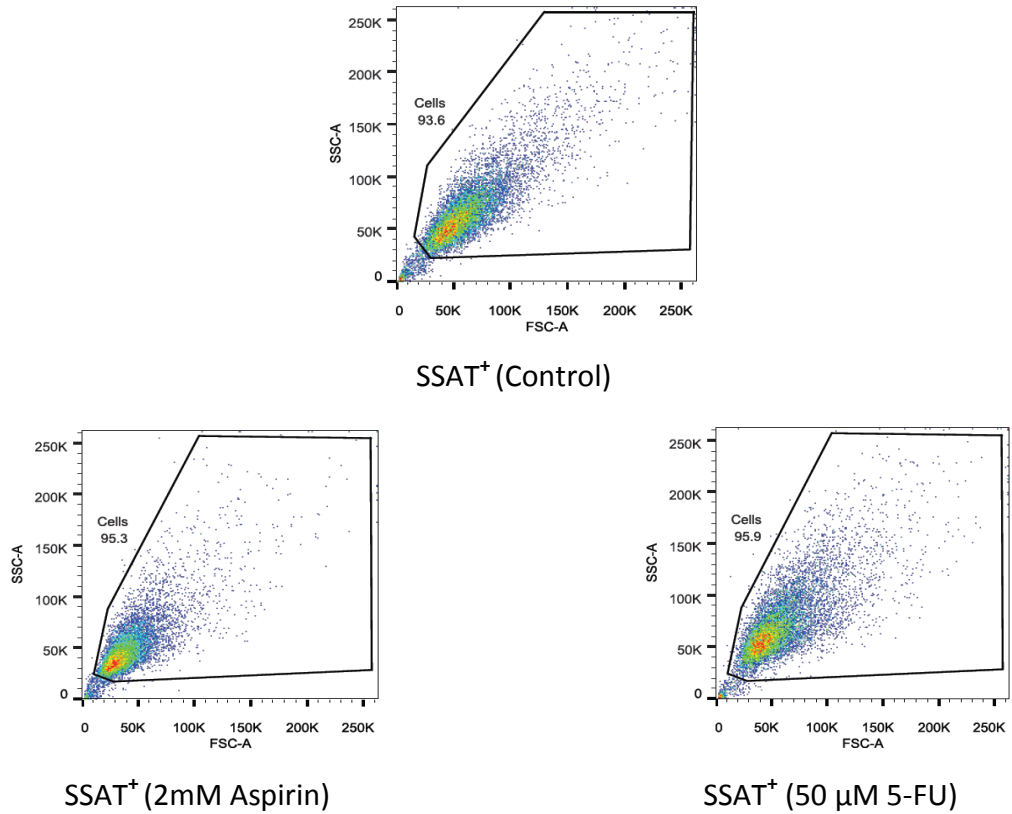 250K
200K
Cells
93.6
150K
SSC-A
100K
50K
0
0 50K 100K 150K 200K 250K
FSC-A
SSAT⁺ (Control)
250K
200K
Cells
95.3
150K
SSC-A
100K
50K
0
0 50K 100K 150K 200K 250K
FSC-A
SSAT⁺ (2mM Aspirin)
250K
200K
Cells
95.9
150K
SSC-A
100K
50K
0
0 50K 100K 150K 200K 250K
FSC-A
SSAT⁺ (50 µM 5-FU)